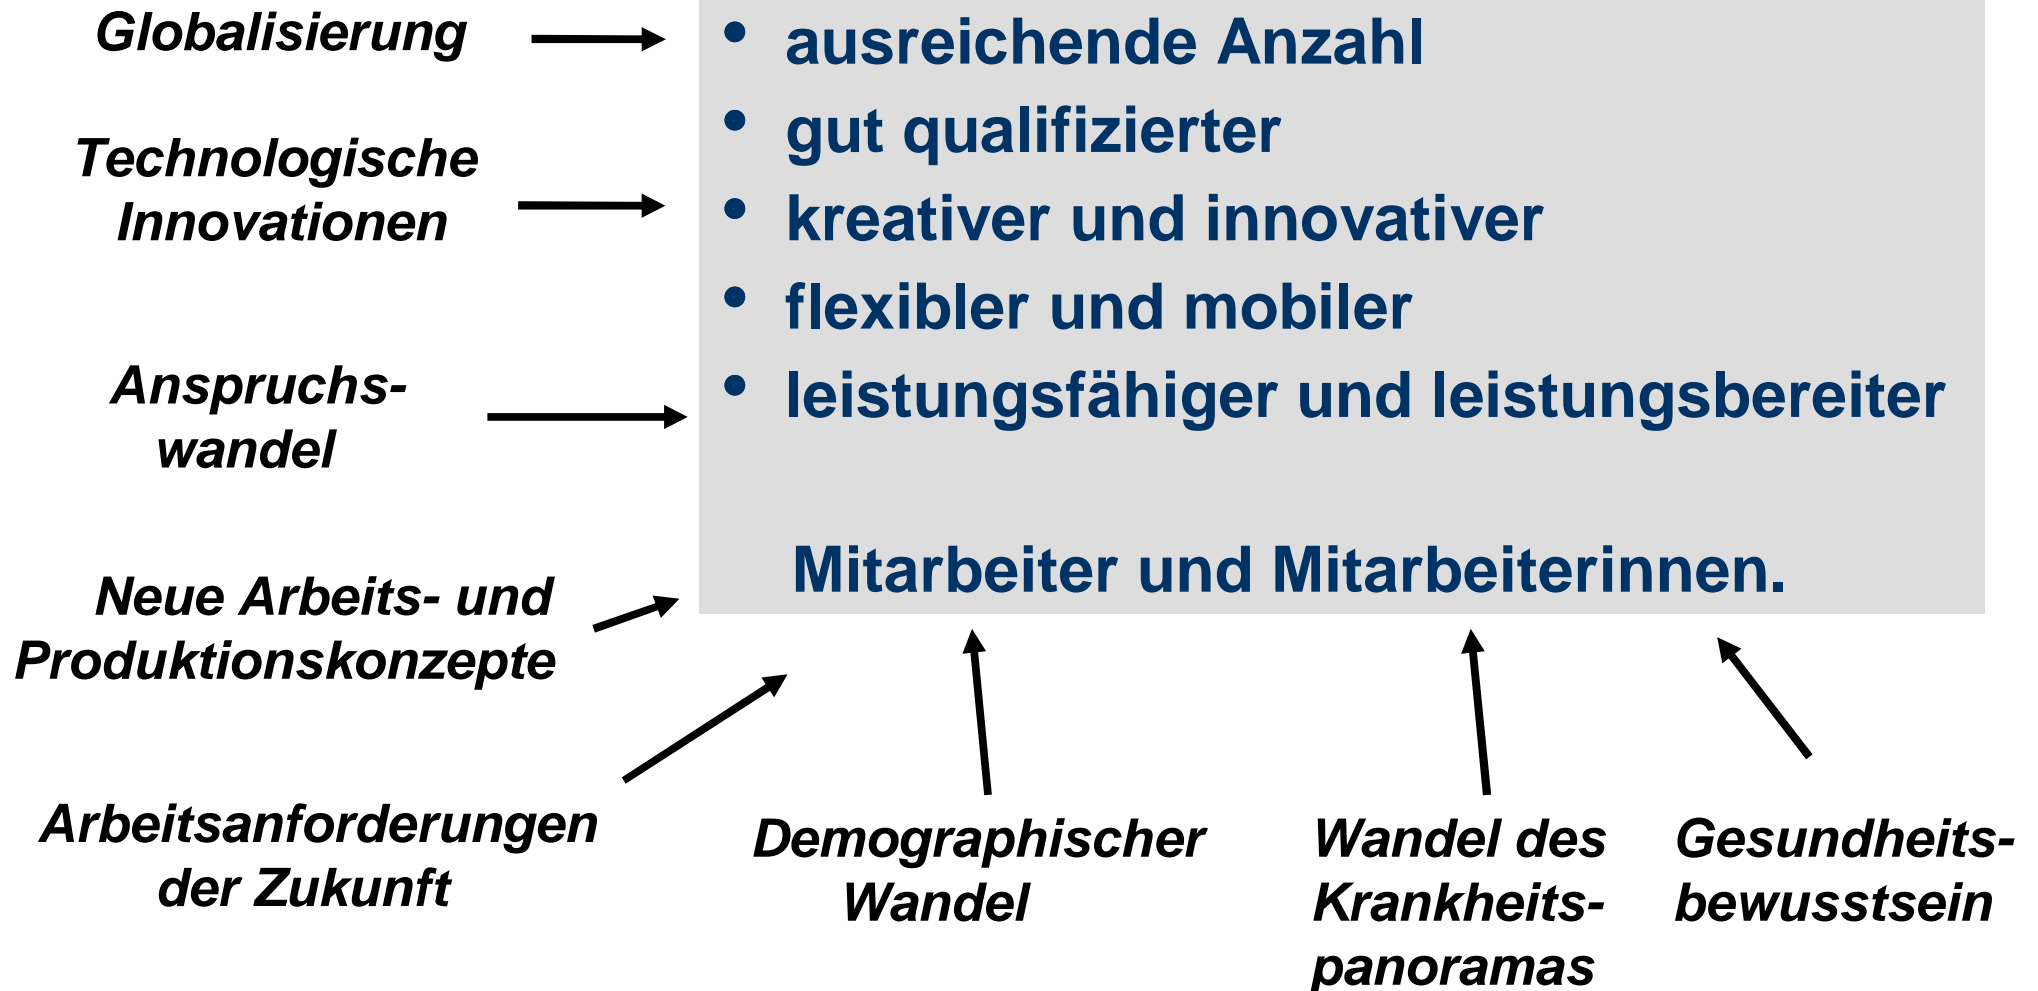 Globalisierung
Technologische
Innovationen
Anspruchs-
wandel
Neue Arbeits- und
Produktionskonzepte
Arbeitsanforderungen
der Zukunft
• ausreichende Anzahl
• gut qualifizierter
• kreativer und innovativer
• flexibler und mobiler
• leistungsfähiger und leistungsbereiter
Mitarbeiter und Mitarbeiterinnen.
Demographischer
Wandel
Wandel des
Krankheits-
panoramas
Gesundheits-
bewusstsein